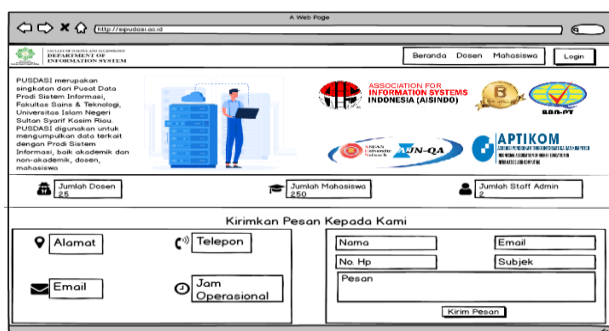 A Web Page
http://sipudasi.ac.id
DEPARTMENT OF
INFORMATION SYSTEM
Beranda Dosen Mahasiswa Login
PUSDASI merupakan
singkatan dari Pusat Data
Prodi Sistem Informasi,
Fakultas Sains & Teknologi,
Universitas Islam Negeri
Sultan Syarif Kasim Riau.
PUSDASI digunakan untuk
mengumpulkan data terkait
dengan Prodi Sistem
Informasi, baik akademik dan
non-akademik, dosen,
mahasiswa
ASSOCIATION FOR
INFORMATION SYSTEMS
INDONESIA (AISINDO)
B
BAN-PT
ASEAN
University
Network
AUN-QA
APTIKOM
Jumlah Dosen
25
Jumlah Mahasiswa
250
Jumlah Staff Admin
2
Kirimkan Pesan Kepada Kami
Alamat
Telepon
Email
Jam
Operasional
Nama
Email
No. Hp
Subjek
Pesan
Kirim Pesan